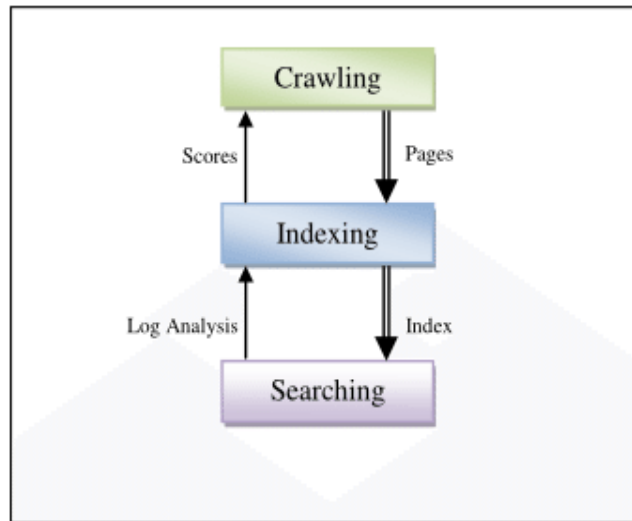 Crawling
Scores
Pages
Indexing
Log Analysis
Index
Searching